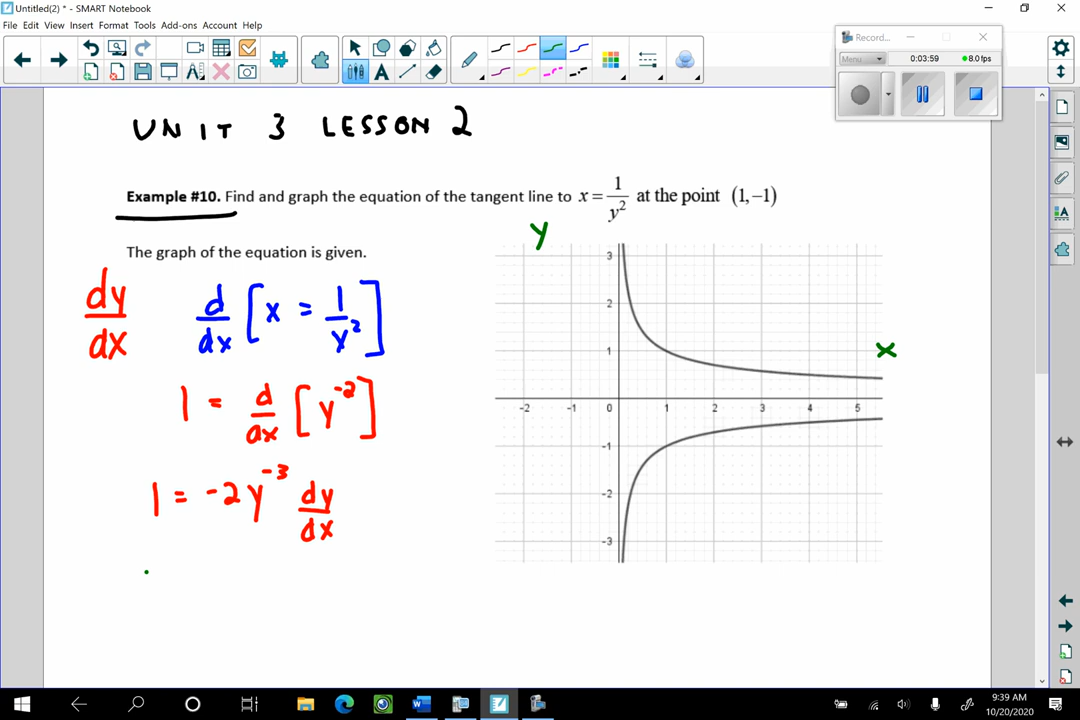 Untitled(2) * - SMART Notebook
File Edit View Insert Format Tools Add-ons Account Help
Record...
Menu
0:03:59
8.0 fps
UNIT 3 LESSON 2
Example #10. Find and graph the equation of the tangent line to x = 1/y² at the point (1,−1)
The graph of the equation is given.
dy/dx
d/dx [x = 1/y²]
1 = d/dx [y⁻²]
1 = -2y⁻³ dy/dx
y
x
3
2
1
-2 -1 0 1 2 3 4 5
-1
-2
-3
9:39 AM
10/20/2020